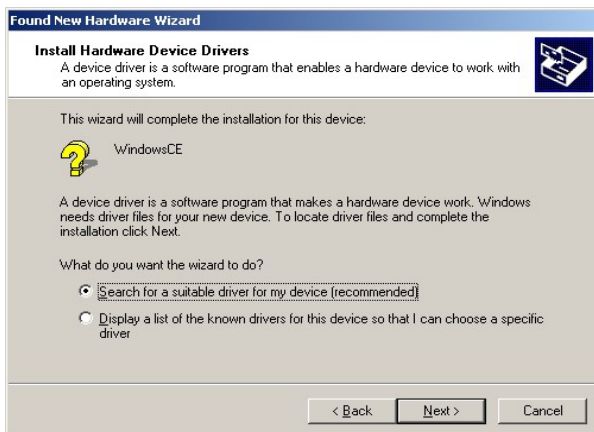 Found New Hardware Wizard
Install Hardware Device Drivers
A device driver is a software program that enables a hardware device to work with
an operating system.
This wizard will complete the installation for this device:
WindowsCE
A device driver is a software program that makes a hardware device work. Windows
needs driver files for your new device. To locate driver files and complete the
installation click Next.
What do you want the wizard to do?
Search for a suitable driver for my device (recommended)
Display a list of the known drivers for this device so that I can choose a specific
driver
< Back Next > Cancel